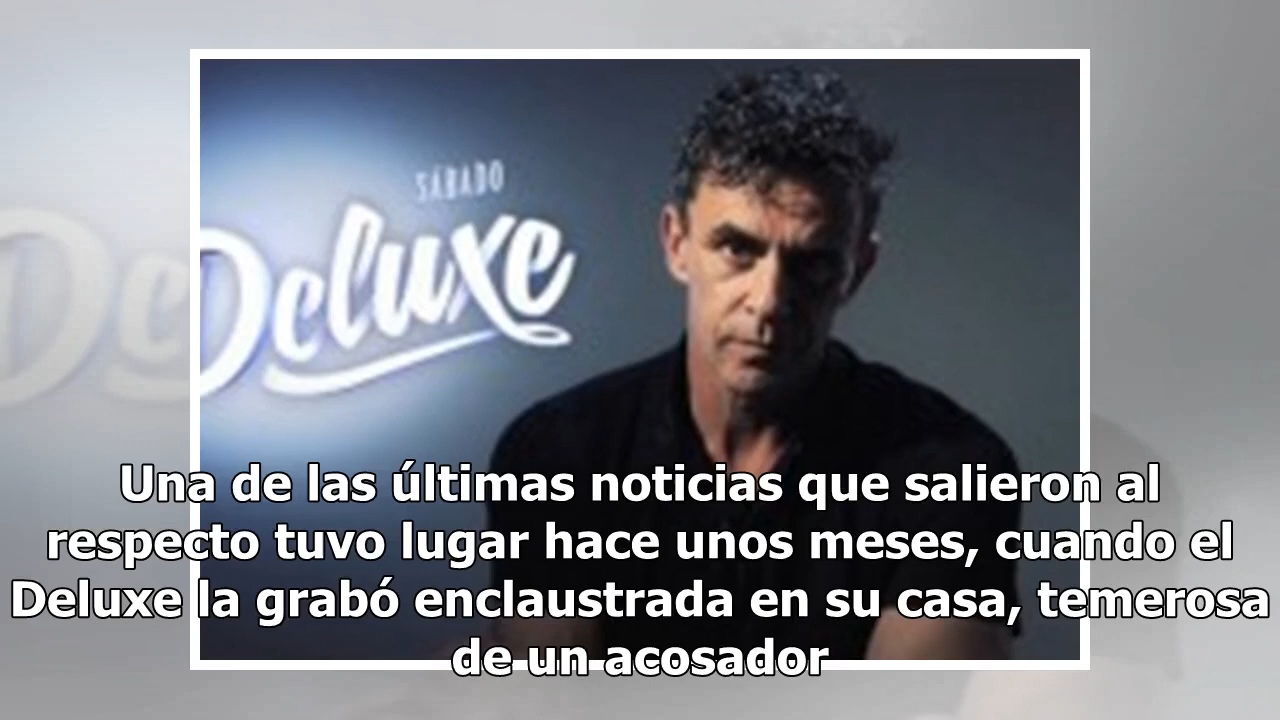 SÁBADO
Deluxe
Una de las últimas noticias que salieron al
respecto tuvo lugar hace unos meses, cuando el
Deluxe la grabó enclaustrada en su casa, temerosa
de un acosador